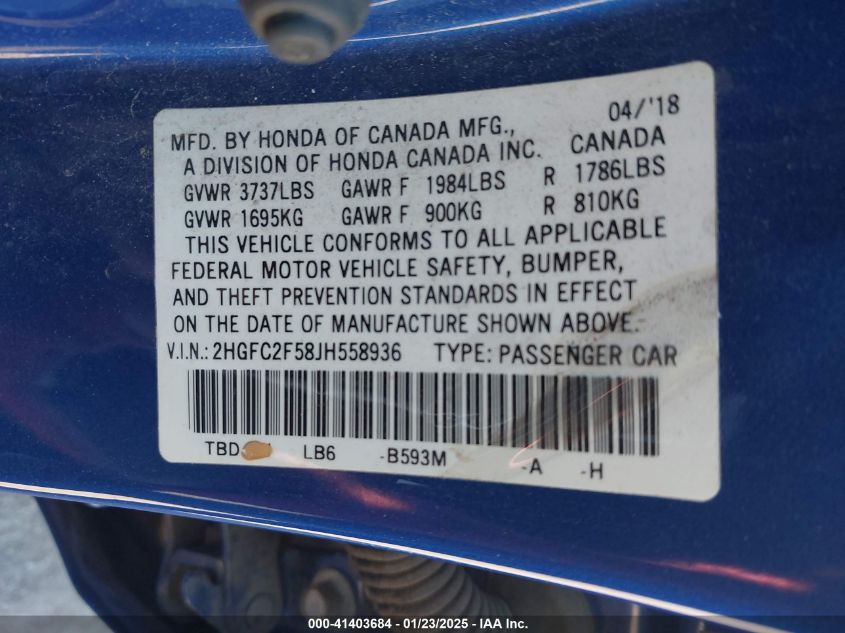 04/'18
MFD. BY HONDA OF CANADA MFG., CANADA
A DIVISION OF HONDA CANADA INC.
GVWR 3737LBS GAWR F 1984LBS R 1786LBS
GVWR 1695KG GAWR F 900KG R 810KG
THIS VEHICLE CONFORMS TO ALL APPLICABLE
FEDERAL MOTOR VEHICLE SAFETY, BUMPER,
AND THEFT PREVENTION STANDARDS IN EFFECT
ON THE DATE OF MANUFACTURE SHOWN ABOVE.
V.I.N.: 2HGFC2F58JH558936 TYPE: PASSENGER CAR
TBD LB6 -B593M -A -H
000-41403684 - 01/23/2025 - IAA Inc.